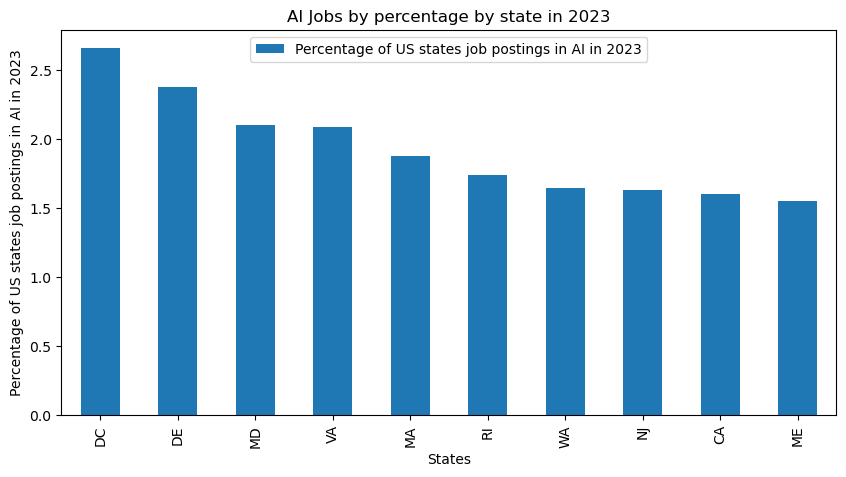 AI Jobs by percentage by state in 2023
Percentage of US states job postings in AI in 2023
Percentage of US states job postings in AI in 2023
2.5
2.0
1.5
1.0
0.5
0.0
DC
DE
MD
VA
MA
RI
WA
NJ
CA
ME
States